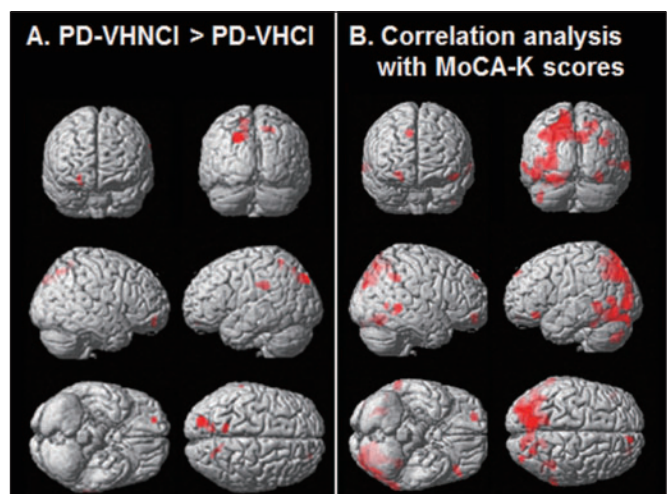 A. PD-VHNCI > PD-VHCI
B. Correlation analysis
with MoCA-K scores